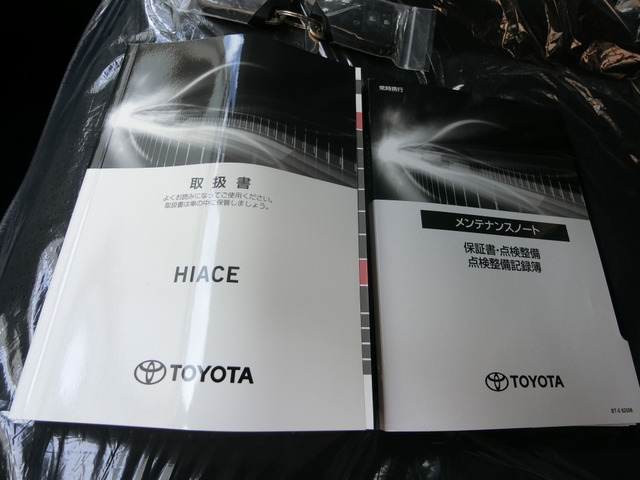 取扱書
よくお読みになってご使用ください。
取扱書は車の中に保管しましょう。
HIACE
TOYOTA
常時携行
メンテナンスノート
保証書・点検整備
点検整備記録簿
TOYOTA